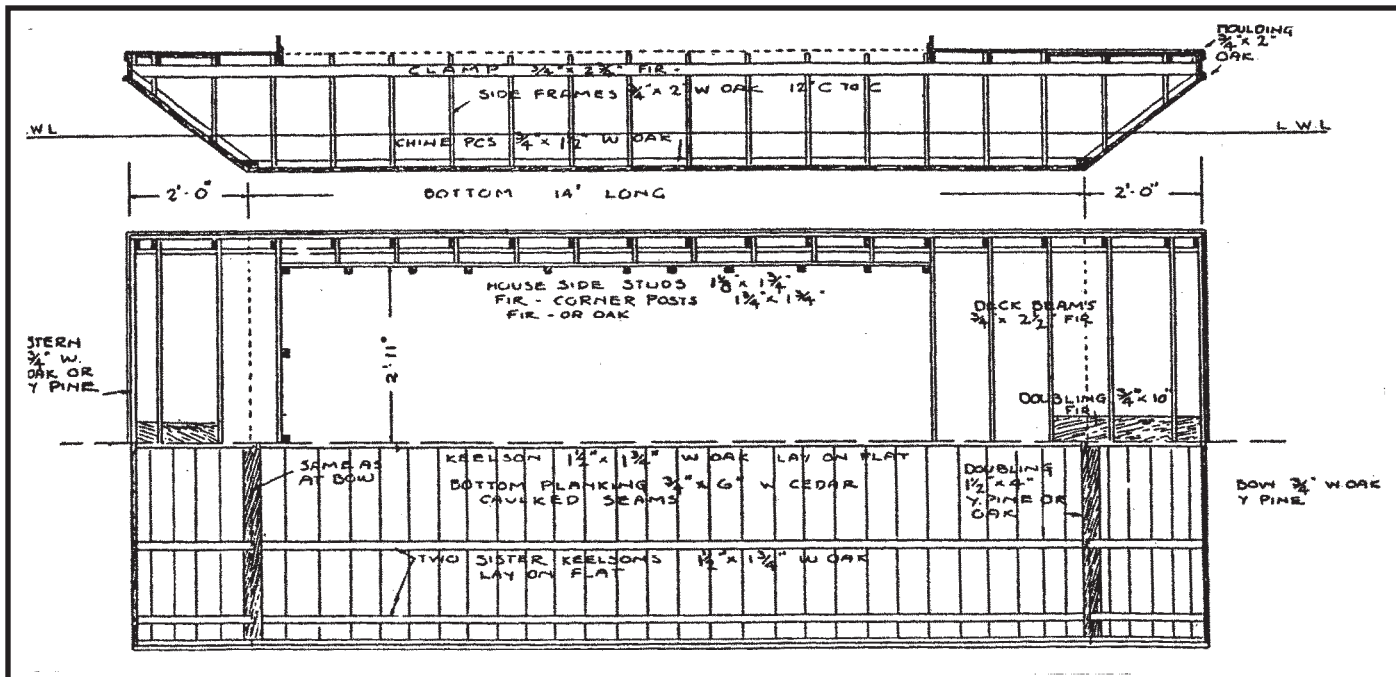 MOULDING
3/4" x 2"
OAK.
CLAMP 3/4" x 2 3/4" FIR -
SIDE FRAMES 3/4" x 2" W OAK 12" C TO C
.W L
L W.L
CHINE PCS 3/4" x 1 1/2" W OAK
2'-0"
BOTTOM 14' LONG
2'-0"
HOUSE SIDE STUDS 1 1/8" x 1 3/4"
FIR - CORNER POSTS 1 3/4" x 1 3/4"
FIR - OR OAK
DECK BEAM'S
3/4" x 2 1/2" FIR
STERN
3/4" W.
OAK OR
Y PINE
2'-11"
DOUBLING 3/4" x 10"
FIR
SAME AS
AT BOW
KEELSON 1 1/2" x 1 3/4" W OAK LAY ON FLAT
BOTTOM PLANKING 3/4" x 6" W CEDAR
CAULKED SEAMS
DOUBLING
1 1/2" x 4"
Y. PINE OR
OAK
BOW 3/4" W OAK
Y PINE
TWO SISTER KEELSONS 1 1/2" x 1 3/4" W OAK
LAY ON FLAT